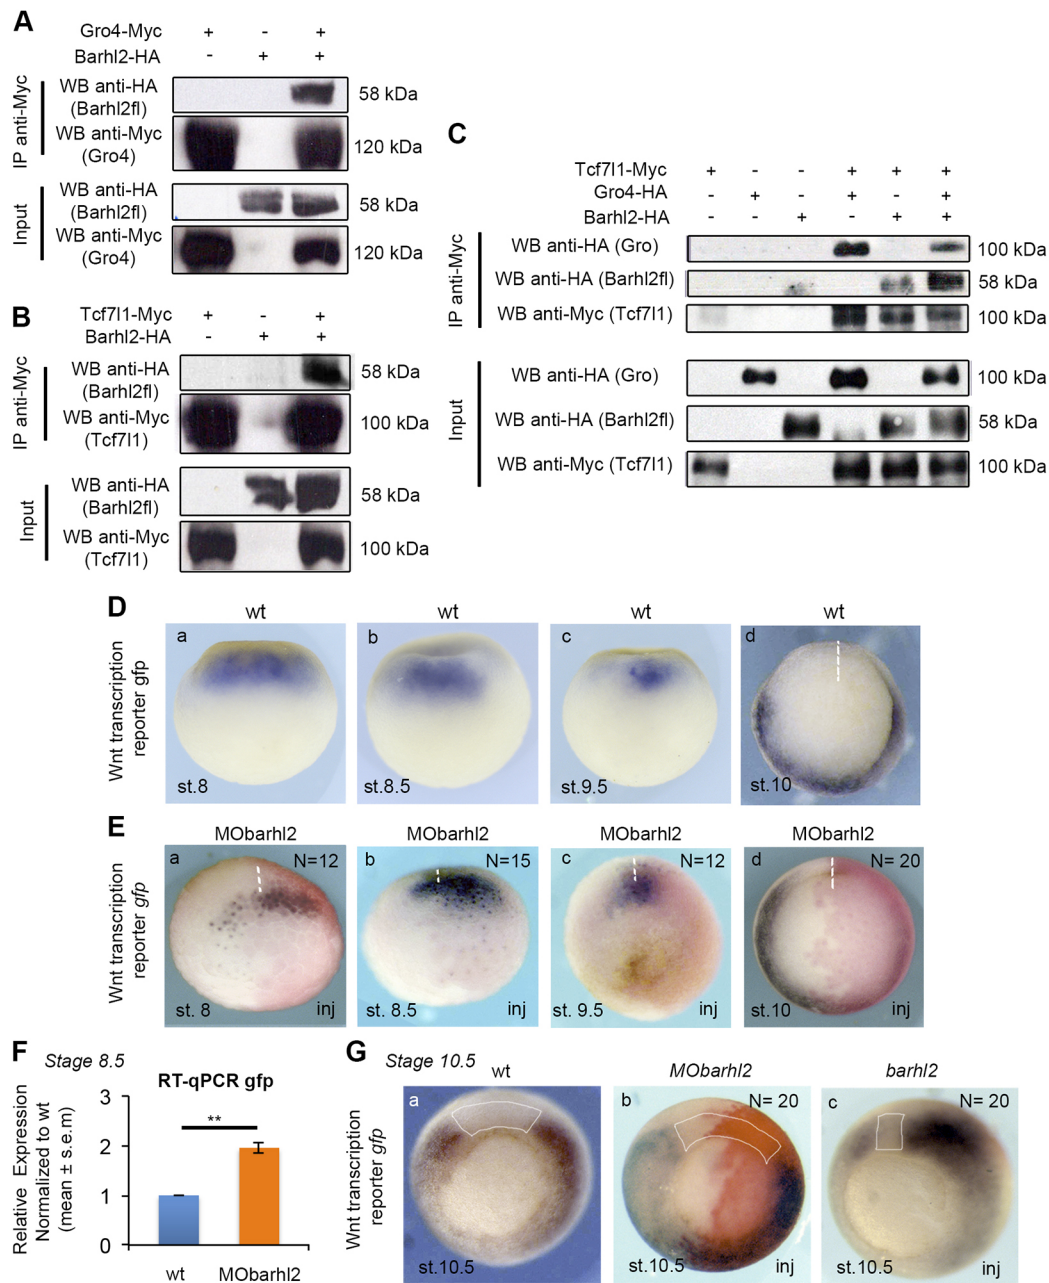 A
Gro4-Myc + - +
Barhl2-HA - + +
IP anti-Myc
WB anti-HA
(Barhl2fl)
58 kDa
WB anti-Myc
(Gro4)
120 kDa
Input
WB anti-HA
(Barhl2fl)
58 kDa
WB anti-Myc
(Gro4)
120 kDa
B
Tcf7l1-Myc + - +
Barhl2-HA - + +
IP anti-Myc
WB anti-HA
(Barhl2fl)
58 kDa
WB anti-Myc
(Tcf7l1)
100 kDa
Input
WB anti-HA
(Barhl2fl)
58 kDa
WB anti-Myc
(Tcf7l1)
100 kDa
C
Tcf7l1-Myc + - - + + +
Gro4-HA - + - + - +
Barhl2-HA - - + - + +
IP anti-Myc
WB anti-HA (Gro) 100 kDa
WB anti-HA (Barhl2fl) 58 kDa
WB anti-Myc (Tcf7l1) 100 kDa
Input
WB anti-HA (Gro) 100 kDa
WB anti-HA (Barhl2fl) 58 kDa
WB anti-Myc (Tcf7l1) 100 kDa
D
Wnt transcription
reporter gfp
wt wt wt wt
a b c d
st.8 st.8.5 st.9.5 st.10
E
Wnt transcription
reporter gfp
MObarhl2 MObarhl2 MObarhl2 MObarhl2
a N=12 b N=15 c N=12 d N= 20
st. 8 inj st. 8.5 inj st. 9.5 inj st.10 inj
F
Stage 8.5
RT-qPCR gfp
Relative Expression
Normalized to wt
(mean ± s.e.m)
3
2
1
0
**
wt MObarhl2
G
Stage 10.5
Wnt transcription
reporter gfp
wt MObarhl2 barhl2
a b N= 20 c N= 20
st.10.5 st.10.5 inj st.10.5 inj